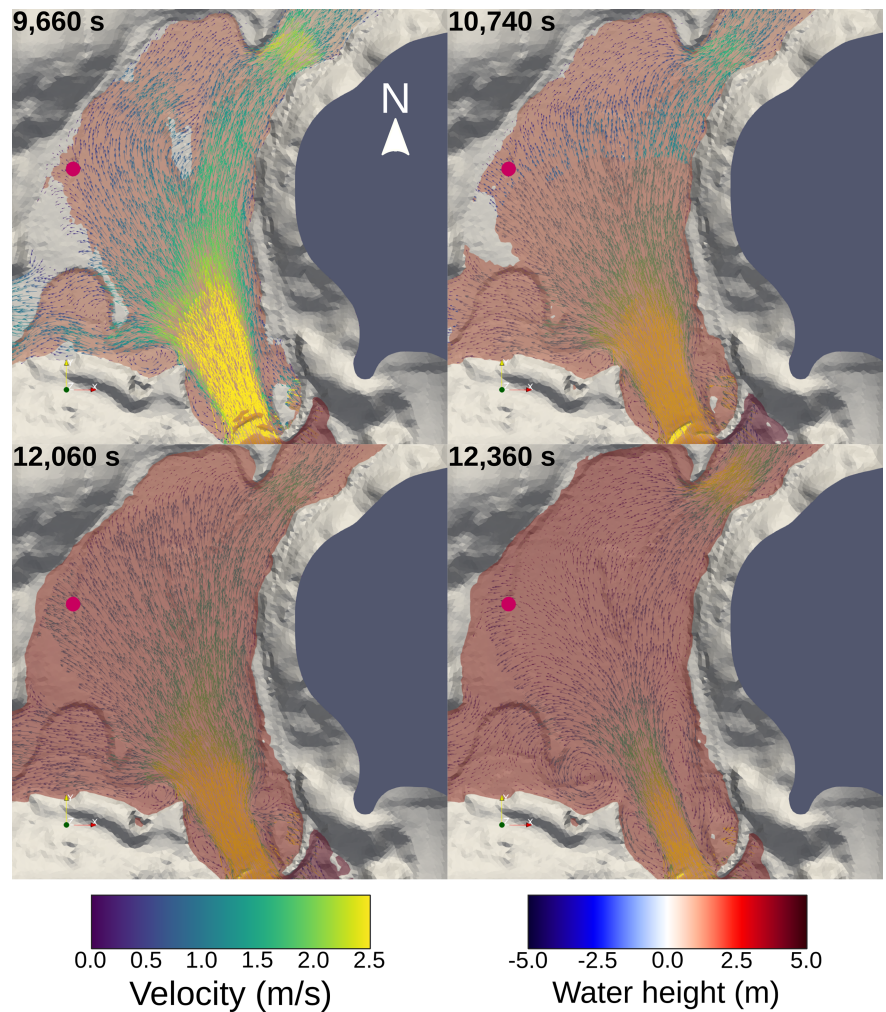 9,660 s
10,740 s
N
Y
X
12,060 s
12,360 s
Y
X
0.0 0.5 1.0 1.5 2.0 2.5
-5.0 -2.5 0.0 2.5 5.0
Velocity (m/s)
Water height (m)